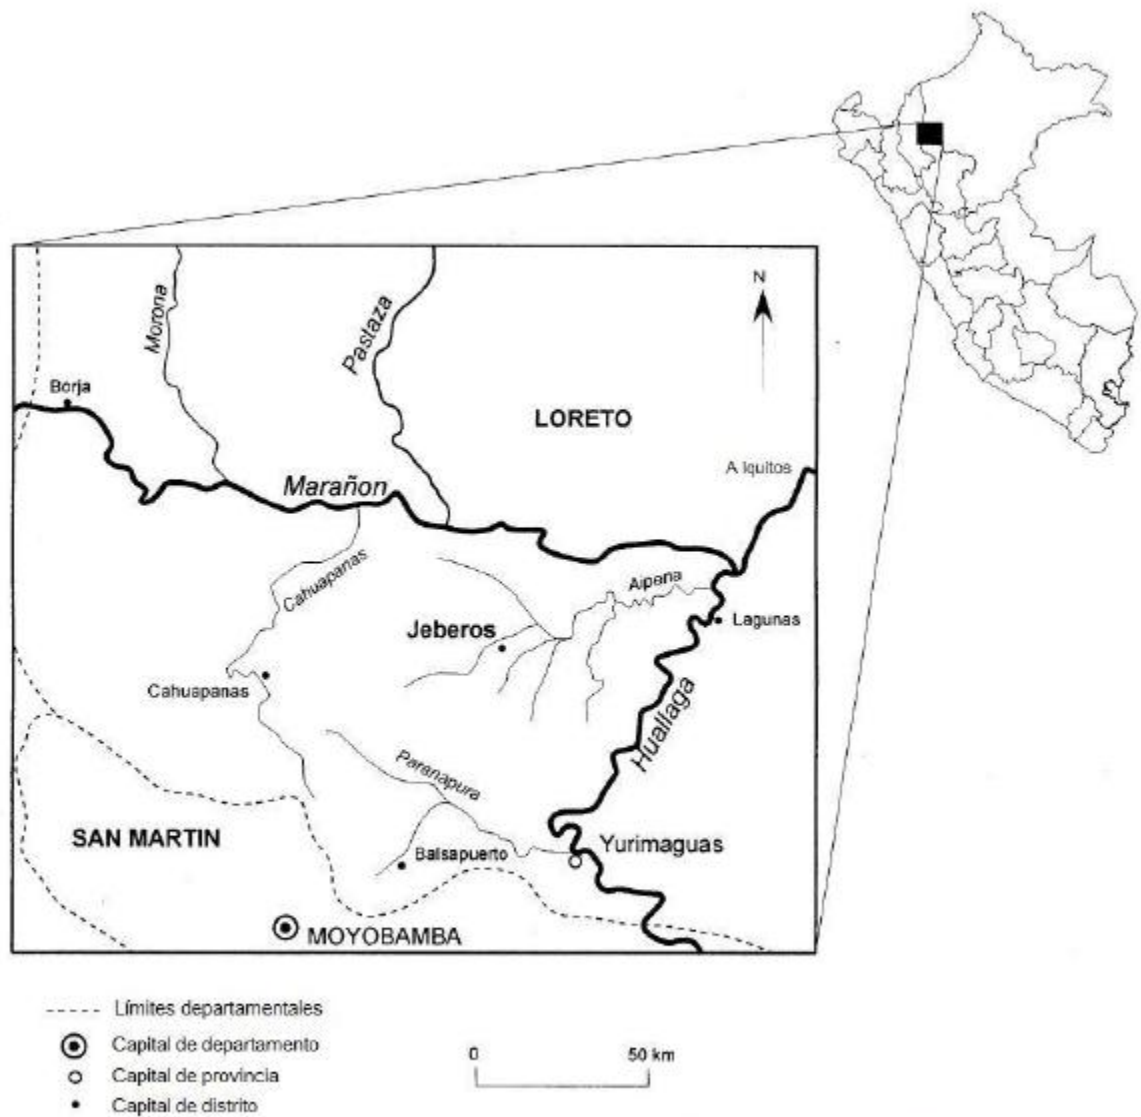 N
Morona
Pastaza
Borja
LORETO
A Iquitos
Marañon
Cahuapanas
Aipena
Jeberos
Lagunas
Cahuapanas
Huallaga
Paranapura
SAN MARTIN
Balsapuerto
Yurimaguas
MOYOBAMBA
Límites departamentales
Capital de departamento
Capital de provincia
Capital de distrito
0 50 km